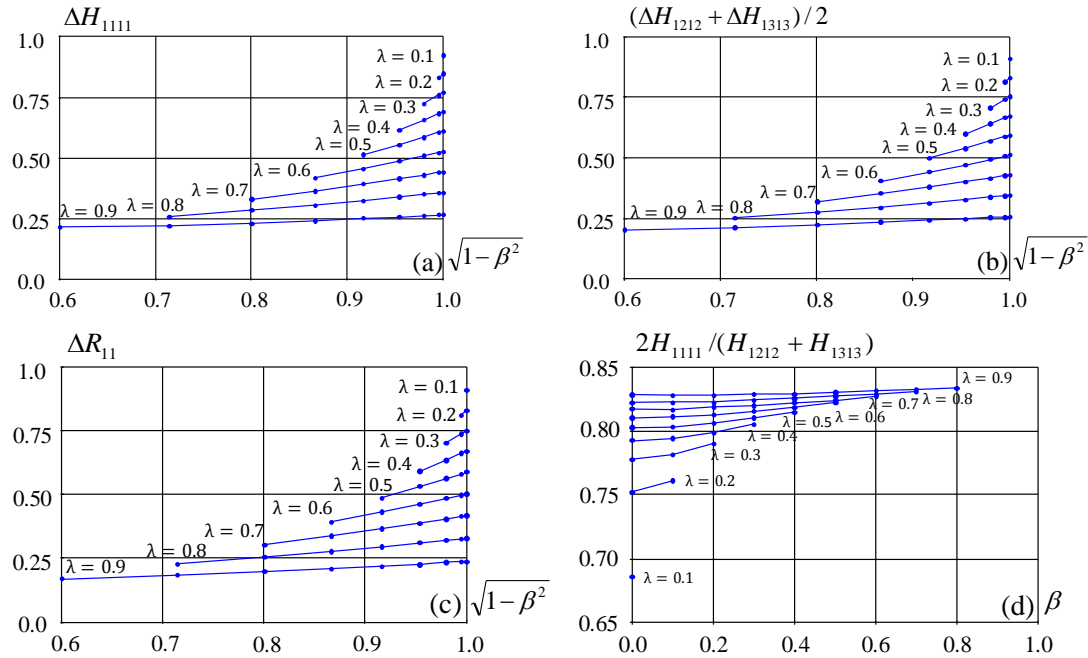 ΔH₁₁₁₁
1.0
0.75
0.50
0.25
0.0
λ = 0.1
λ = 0.2
λ = 0.3
λ = 0.4
λ = 0.5
λ = 0.6
λ = 0.7
λ = 0.8
λ = 0.9
(a)
√1−β²
0.6 0.7 0.8 0.9 1.0
(ΔH₁₂₁₂ + ΔH₁₃₁₃)/2
1.0
0.75
0.50
0.25
0.0
λ = 0.1
λ = 0.2
λ = 0.3
λ = 0.4
λ = 0.5
λ = 0.6
λ = 0.7
λ = 0.8
λ = 0.9
(b)
√1−β²
0.6 0.7 0.8 0.9 1.0
ΔR₁₁
1.0
0.75
0.50
0.25
0.0
λ = 0.1
λ = 0.2
λ = 0.3
λ = 0.4
λ = 0.5
λ = 0.6
λ = 0.7
λ = 0.8
λ = 0.9
(c)
√1−β²
0.6 0.7 0.8 0.9 1.0
2H₁₁₁₁/(H₁₂₁₂ + H₁₃₁₃)
0.85
0.80
0.75
0.70
0.65
λ = 0.9
λ = 0.8
λ = 0.7
λ = 0.6
λ = 0.5
λ = 0.4
λ = 0.3
λ = 0.2
λ = 0.1
(d)
β
0.0 0.2 0.4 0.6 0.8 1.0